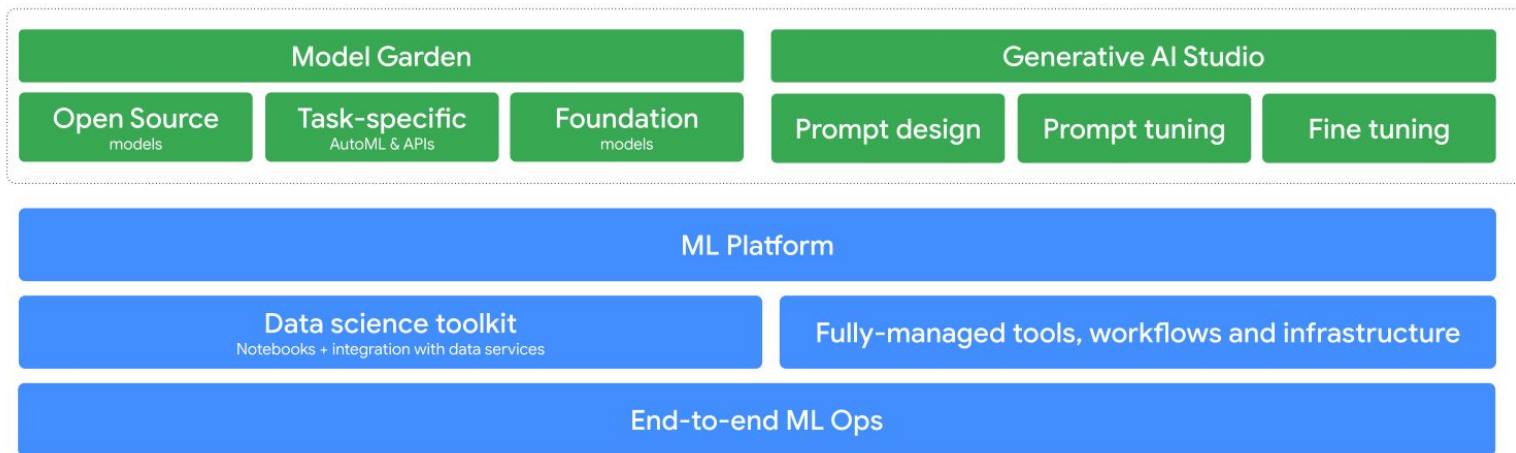 Model Garden
Generative AI Studio
Open Source
models
Task-specific
AutoML & APIs
Foundation
models
Prompt design
Prompt tuning
Fine tuning
ML Platform
Data science toolkit
Notebooks + integration with data services
Fully-managed tools, workflows and infrastructure
End-to-end ML Ops